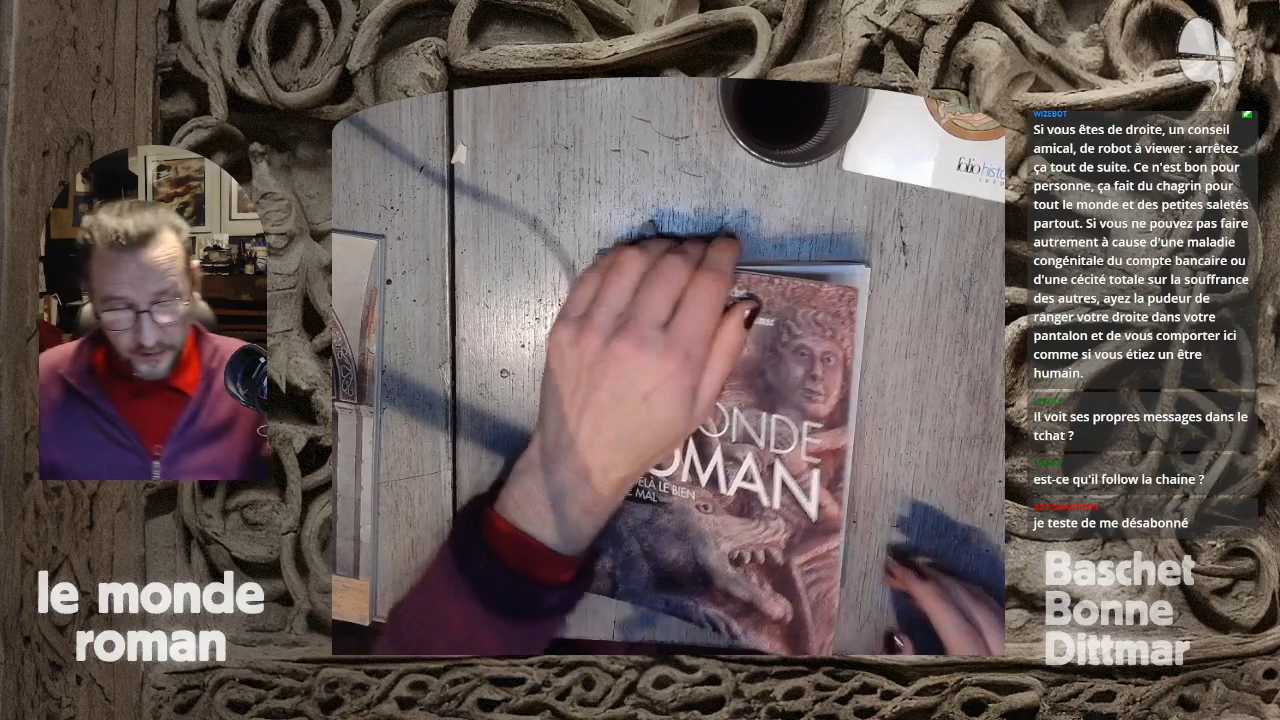 le monde
roman
folio histo
ONDE
OMAN
ELÀ LE BIEN
E MAL
WIZEBOT
Si vous êtes de droite, un conseil
amical, de robot à viewer : arrêtez
ça tout de suite. Ce n'est bon pour
personne, ça fait du chagrin pour
tout le monde et des petites saletés
partout. Si vous ne pouvez pas faire
autrement à cause d'une maladie
congénitale du compte bancaire ou
d'une cécité totale sur la souffrance
des autres, ayez la pudeur de
ranger votre droite dans votre
pantalon et de vous comporter ici
comme si vous étiez un être
humain.
Il voit ses propres messages dans le
tchat ?
est-ce qu'il follow la chaine ?
je teste de me désabonné
Baschet
Bonne
Dittmar